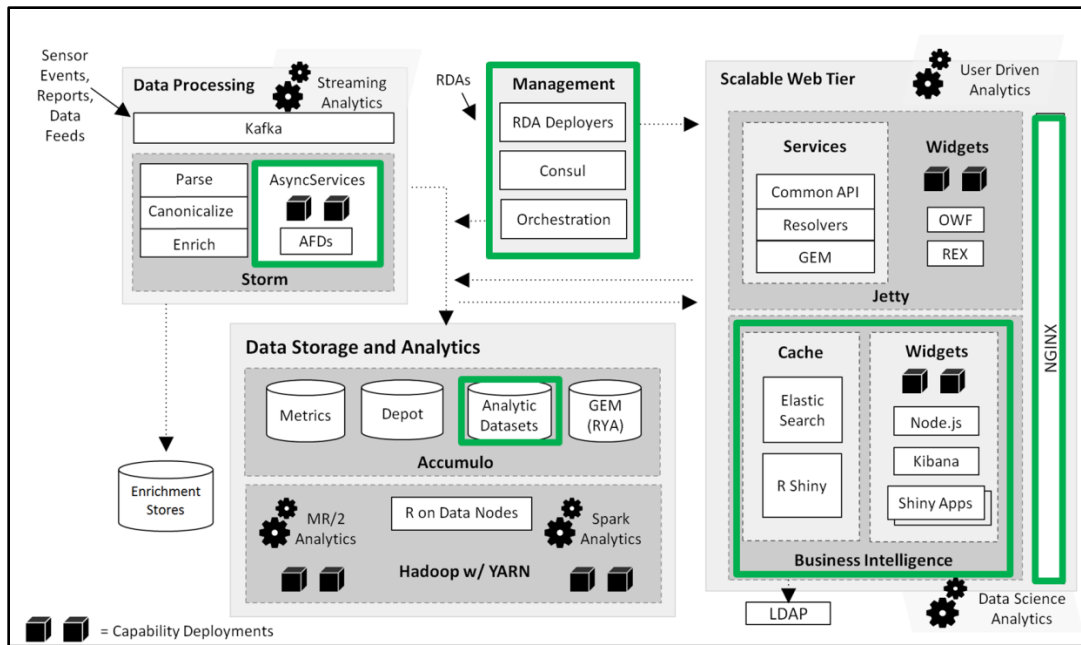 Sensor
Events,
Reports,
Data
Feeds
Data Processing
Streaming
Analytics
Kafka
Parse
Canonicalize
Enrich
AsyncServices
AFDs
Storm
Enrichment
Stores
RDAs
Management
RDA Deployers
Consul
Orchestration
Data Storage and Analytics
Metrics
Depot
Analytic
Datasets
GEM
(RYA)
Accumulo
MR/2
Analytics
R on Data Nodes
Spark
Analytics
Hadoop w/ YARN
Scalable Web Tier
User Driven
Analytics
Services
Common API
Resolvers
GEM
Widgets
OWF
REX
Jetty
Cache
Elastic
Search
R Shiny
Widgets
Node.js
Kibana
Shiny Apps
Business Intelligence
NGINX
LDAP
Data Science
Analytics
= Capability Deployments